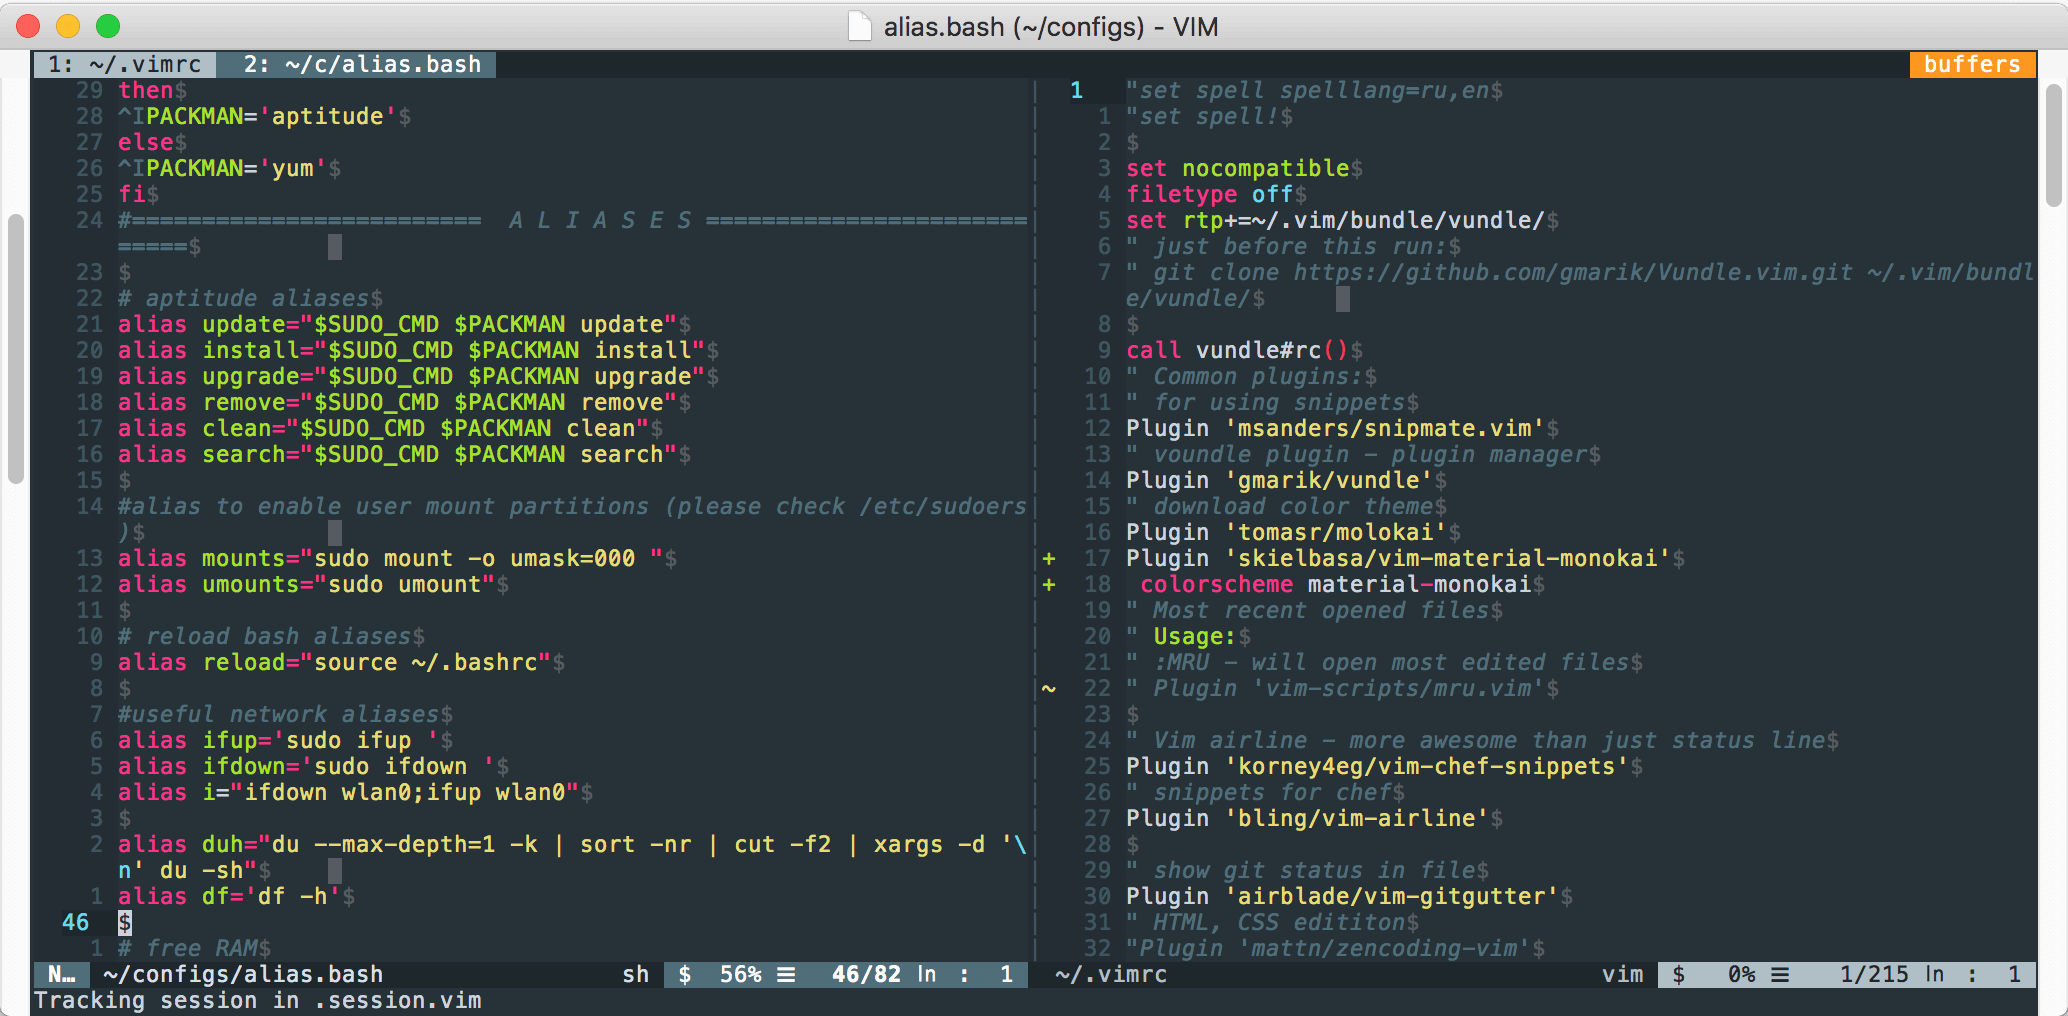 alias.bash (~/configs) - VIM
1: ~/.vimrc 2: ~/c/alias.bash
buffers
29 then$
28 ^IPACKMAN='aptitude'$
27 else$
26 ^IPACKMAN='yum'$
25 fi$
24 #=========================  A L I A S E S =======================
=====$
23 $
22 # aptitude aliases$
21 alias update="$SUDO_CMD $PACKMAN update"$
20 alias install="$SUDO_CMD $PACKMAN install"$
19 alias upgrade="$SUDO_CMD $PACKMAN upgrade"$
18 alias remove="$SUDO_CMD $PACKMAN remove"$
17 alias clean="$SUDO_CMD $PACKMAN clean"$
16 alias search="$SUDO_CMD $PACKMAN search"$
15 $
14 #alias to enable user mount partitions (please check /etc/sudoers
)$
13 alias mounts="sudo mount -o umask=000 "$
12 alias umounts="sudo umount"$
11 $
10 # reload bash aliases$
9 alias reload="source ~/.bashrc"$
8 $
7 #useful network aliases$
6 alias ifup='sudo ifup '$
5 alias ifdown='sudo ifdown '$
4 alias i="ifdown wlan0;ifup wlan0"$
3 $
2 alias duh="du --max-depth=1 -k | sort -nr | cut -f2 | xargs -d '\
n' du -sh"$
1 alias df='df -h'$
46 $
1 # free RAM$
N… ~/configs/alias.bash sh $ 56% ☰ 46/82 ln : 1
1 "set spell spelllang=ru,en$
1 "set spell!$
2 $
3 set nocompatible$
4 filetype off$
5 set rtp+=~/.vim/bundle/vundle/$
6 " just before this run:$
7 " git clone https://github.com/gmarik/Vundle.vim.git ~/.vim/bundl
e/vundle/$
8 $
9 call vundle#rc()$
10 " Common plugins:$
11 " for using snippets$
12 Plugin 'msanders/snipmate.vim'$
13 " voundle plugin - plugin manager$
14 Plugin 'gmarik/vundle'$
15 " download color theme$
16 Plugin 'tomasr/molokai'$
+ 17 Plugin 'skielbasa/vim-material-monokai'$
+ 18  colorscheme material-monokai$
19 " Most recent opened files$
20 " Usage:$
21 " :MRU - will open most edited files$
~ 22 " Plugin 'vim-scripts/mru.vim'$
23 $
24 " Vim airline - more awesome than just status line$
25 Plugin 'korney4eg/vim-chef-snippets'$
26 " snippets for chef$
27 Plugin 'bling/vim-airline'$
28 $
29 " show git status in file$
30 Plugin 'airblade/vim-gitgutter'$
31 " HTML, CSS edititon$
32 "Plugin 'mattn/zencoding-vim'$
~/.vimrc vim $ 0% ☰ 1/215 ln : 1
Tracking session in .session.vim